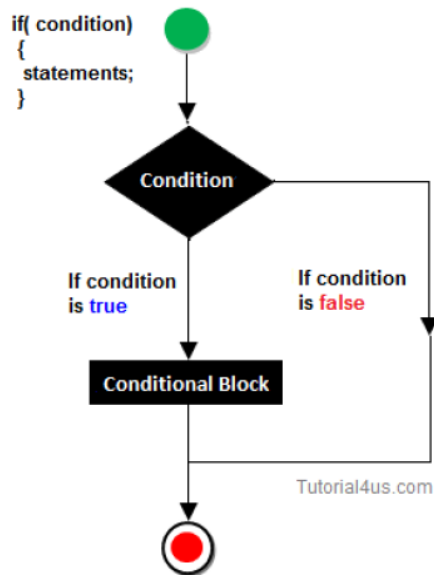 if( condition)
{
statements;
}
Condition
If condition
is true
If condition
is false
Conditional Block
Tutorial4us.com